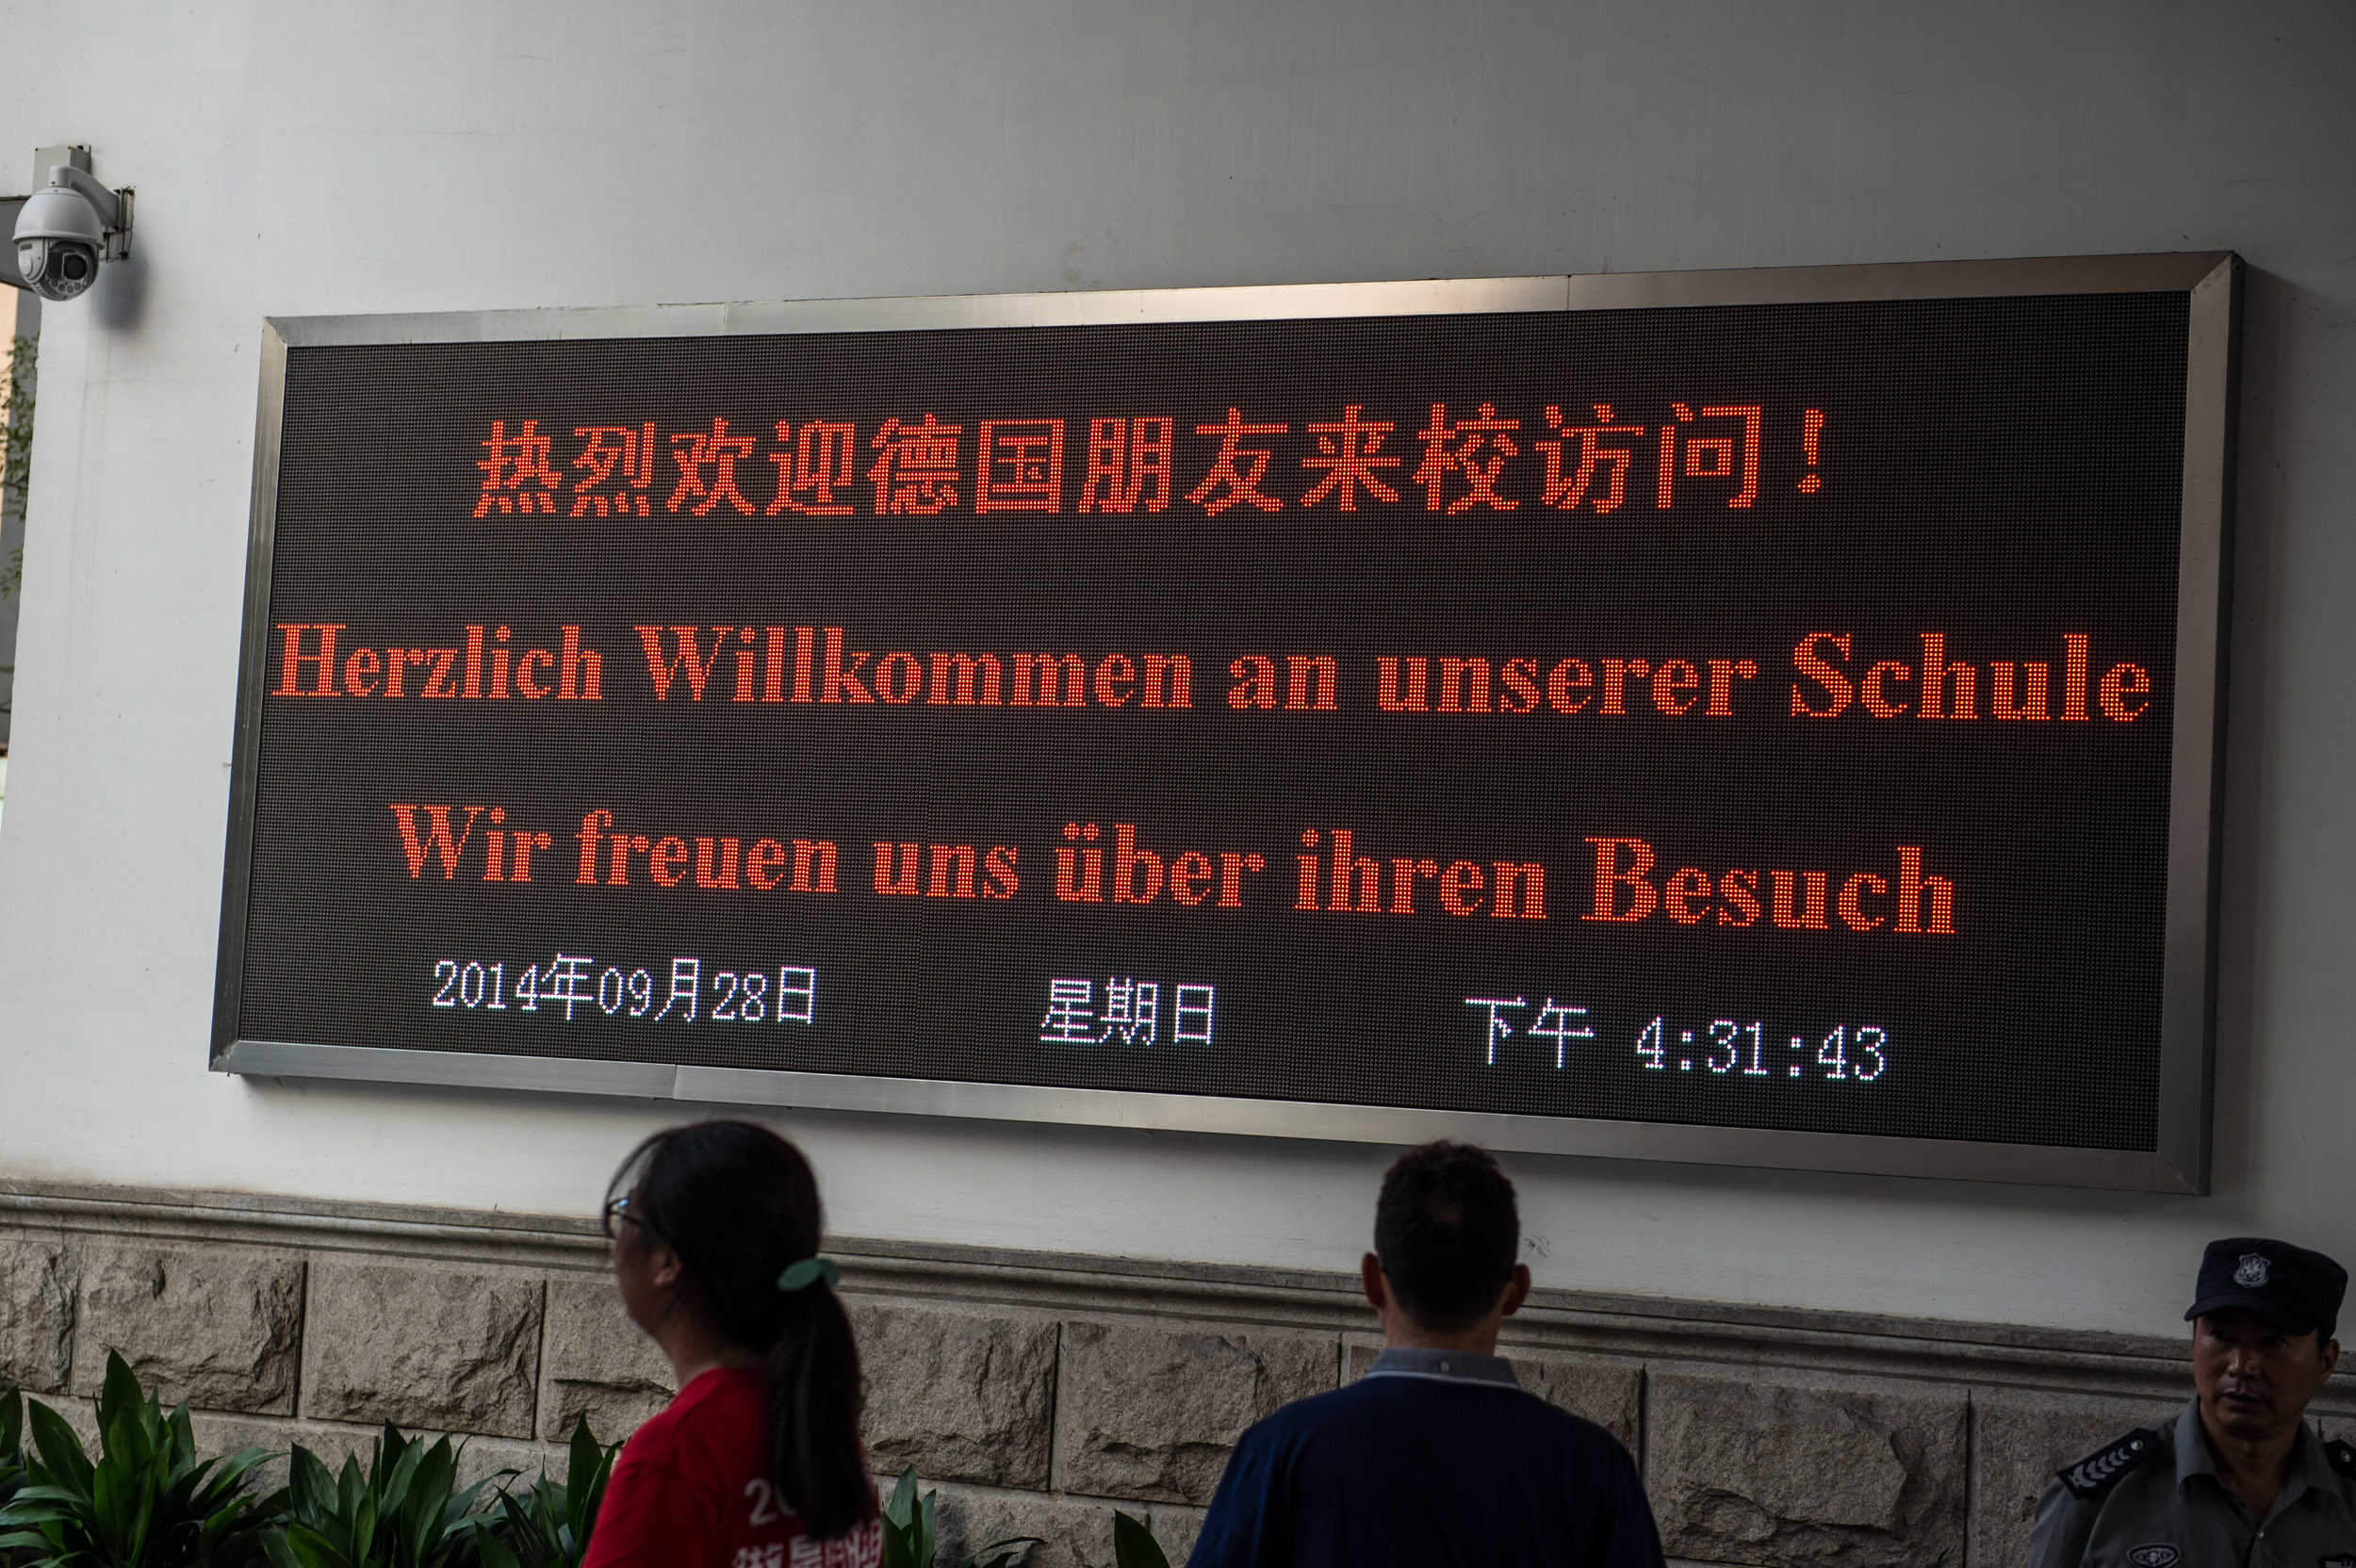 热烈欢迎德国朋友来校访问!
Herzlich Willkommen an unserer Schule
Wir freuen uns über ihren Besuch
2014年09月28日 星期日 下午 4:31:43